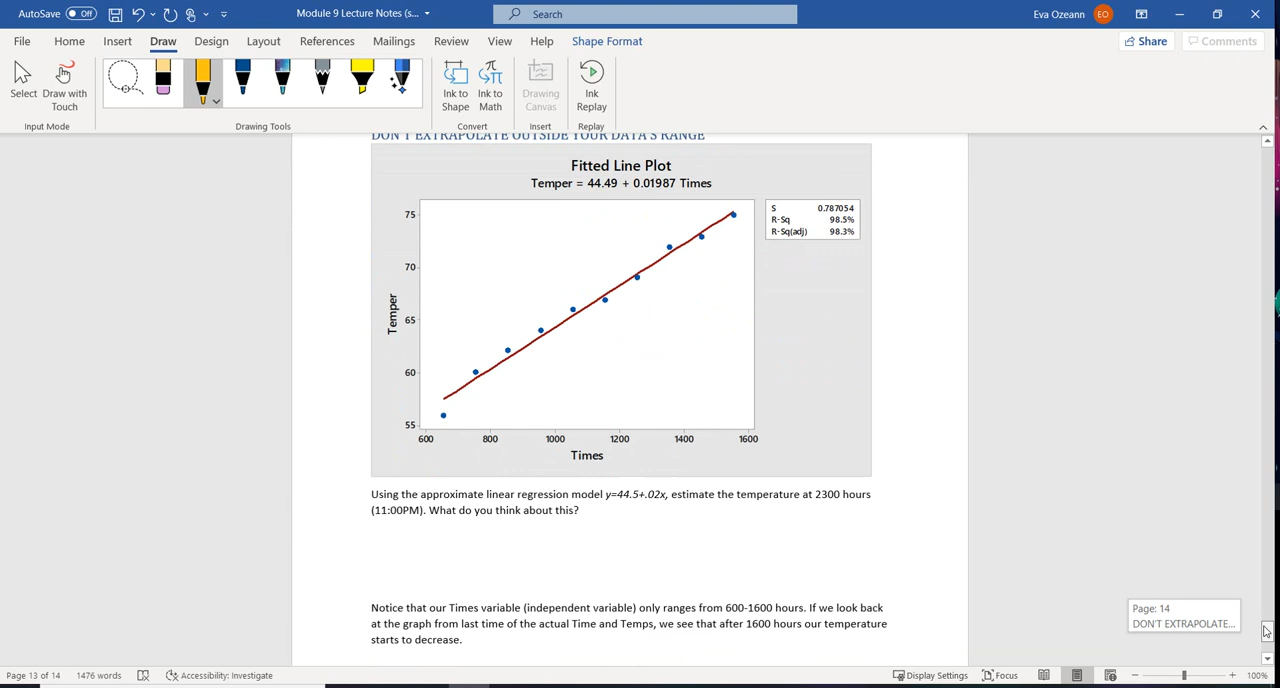 AutoSave Off Module 9 Lecture Notes (s... Search Eva Ozeann EO
File Home Insert Draw Design Layout References Mailings Review View Help Shape Format Share Comments
Select Draw with Touch Ink to Shape Ink to Math Drawing Canvas Ink Replay
Input Mode Drawing Tools Convert Insert Replay
DON'T EXTRAPOLATE OUTSIDE YOUR DATA'S RANGE
Fitted Line Plot
Temper = 44.49 + 0.01987 Times
S 0.787054
R-Sq 98.5%
R-Sq(adj) 98.3%
75
70
65
60
55
Temper
600 800 1000 1200 1400 1600
Times
Using the approximate linear regression model y=44.5+.02x, estimate the temperature at 2300 hours
(11:00PM). What do you think about this?
Notice that our Times variable (independent variable) only ranges from 600-1600 hours. If we look back
at the graph from last time of the actual Time and Temps, we see that after 1600 hours our temperature
starts to decrease.
Page: 14
DON'T EXTRAPOLATE...
Page 13 of 14 1476 words Accessibility: Investigate Display Settings Focus 100%